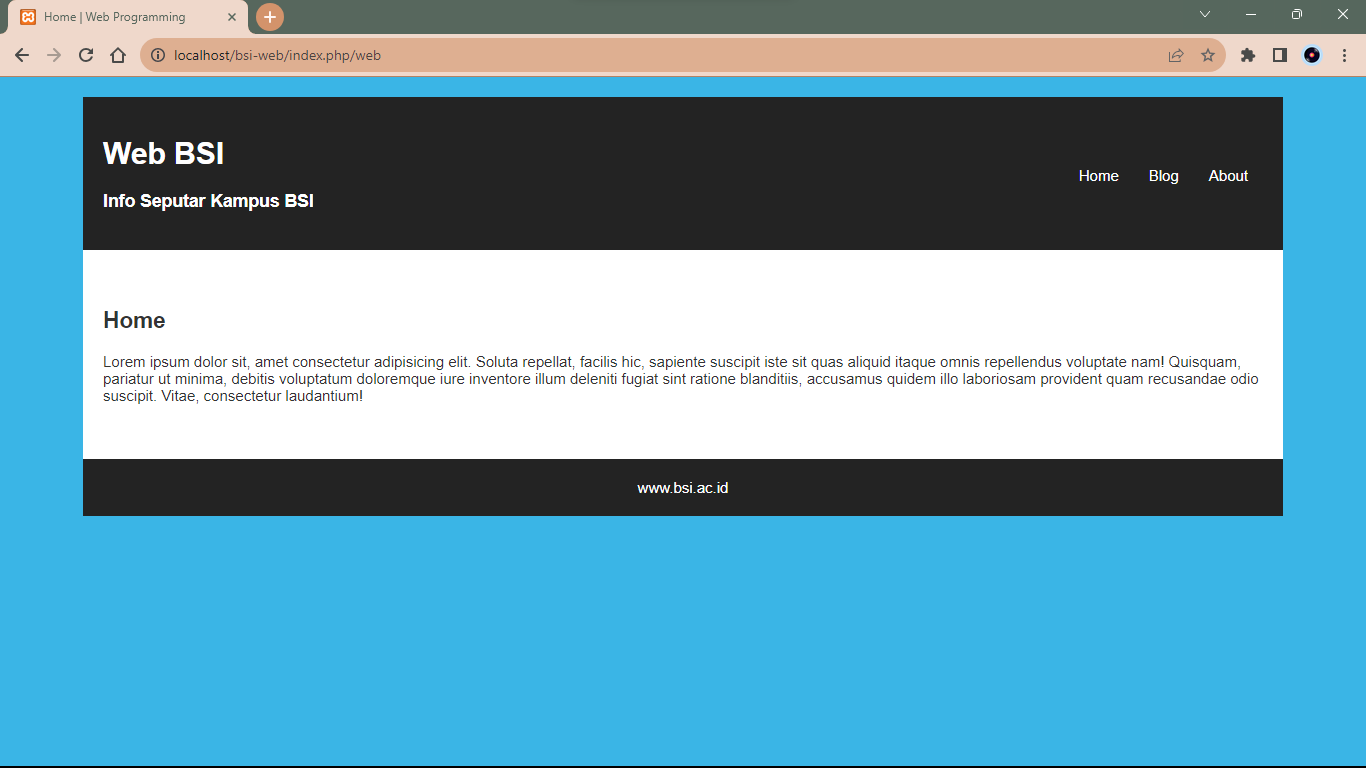 Home | Web Programming
localhost/bsi-web/index.php/web
Web BSI
Info Seputar Kampus BSI
Home Blog About
Home
Lorem ipsum dolor sit, amet consectetur adipisicing elit. Soluta repellat, facilis hic, sapiente suscipit iste sit quas aliquid itaque omnis repellendus voluptate nam! Quisquam,
pariatur ut minima, debitis voluptatum doloremque iure inventore illum deleniti fugiat sint ratione blanditiis, accusamus quidem illo laboriosam provident quam recusandae odio
suscipit. Vitae, consectetur laudantium!
www.bsi.ac.id